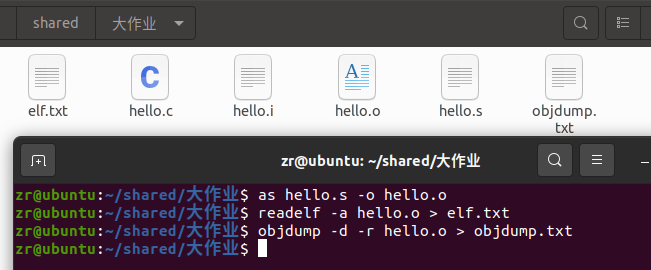 shared
大作业
elf.txt
hello.c
hello.i
hello.o
hello.s
objdump.
txt
zr@ubuntu: ~/shared/大作业
zr@ubuntu:~/shared/大作业$ as hello.s -o hello.o
zr@ubuntu:~/shared/大作业$ readelf -a hello.o > elf.txt
zr@ubuntu:~/shared/大作业$ objdump -d -r hello.o > objdump.txt
zr@ubuntu:~/shared/大作业$